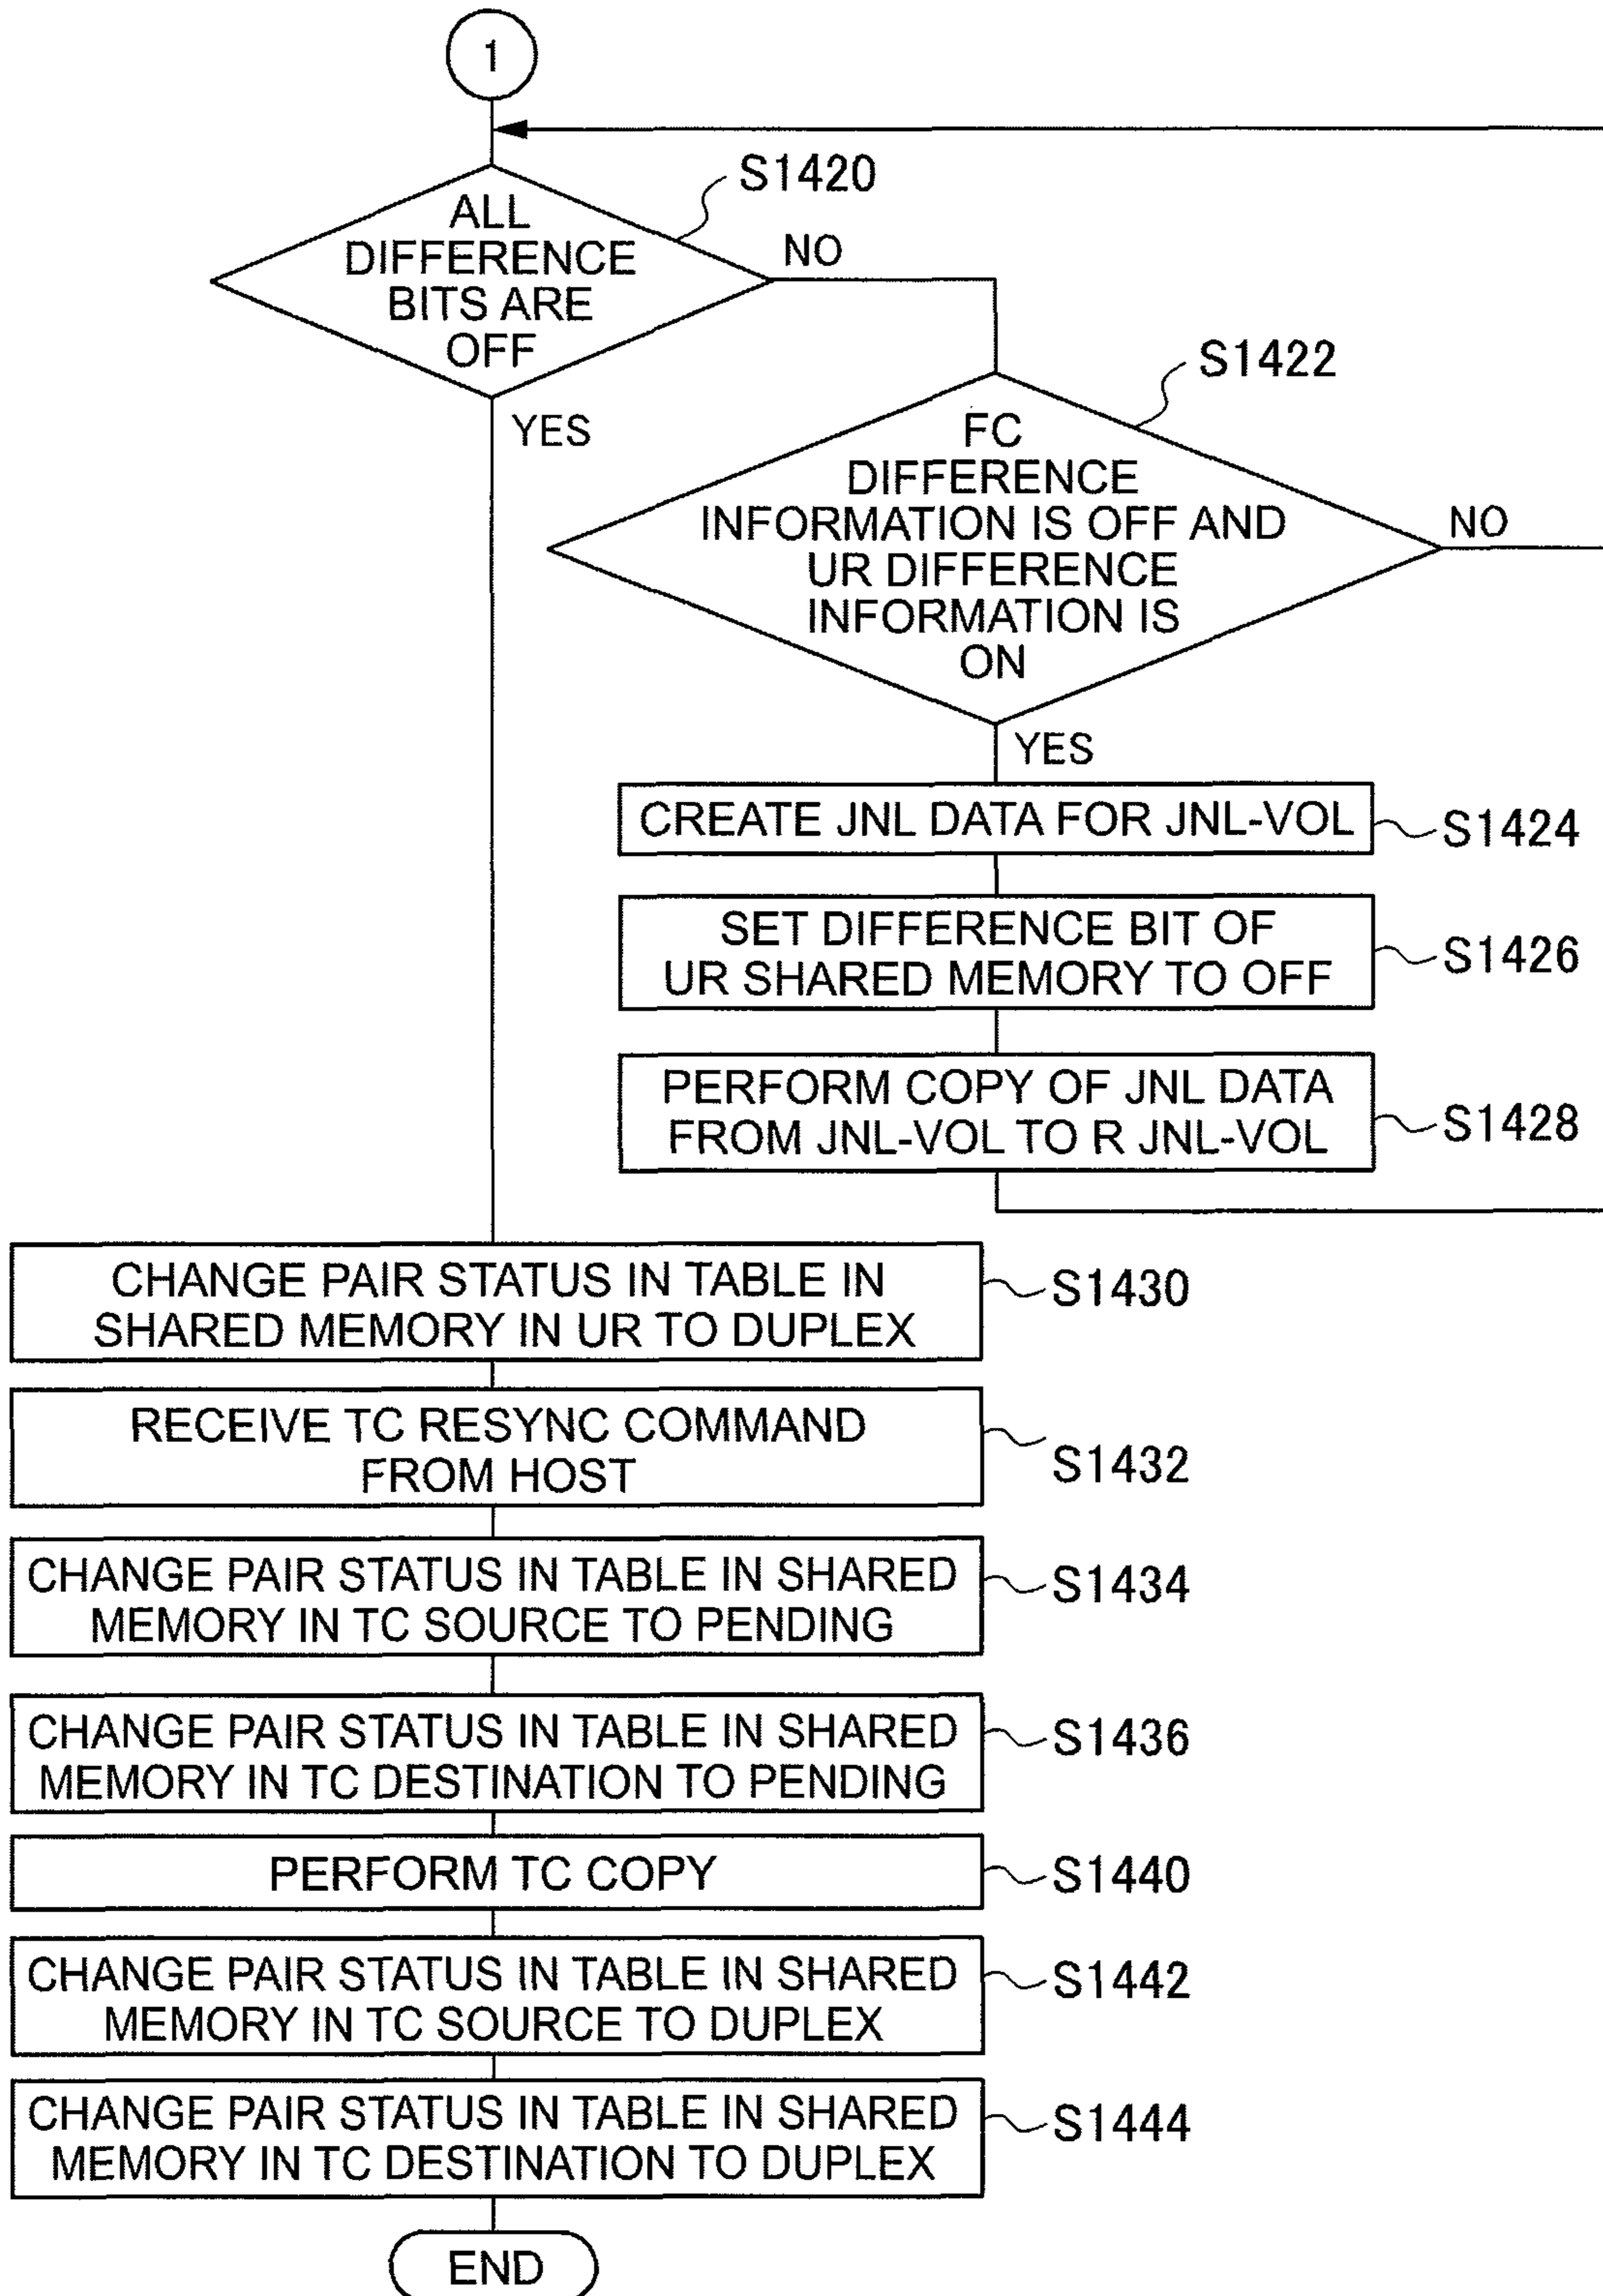 1
S1420
ALL
DIFFERENCE
BITS ARE
OFF
NO
YES
S1422
FC
DIFFERENCE
INFORMATION IS OFF AND
UR DIFFERENCE
INFORMATION IS
ON
NO
YES
CREATE JNL DATA FOR JNL-VOL
S1424
SET DIFFERENCE BIT OF
UR SHARED MEMORY TO OFF
S1426
PERFORM COPY OF JNL DATA
FROM JNL-VOL TO R JNL-VOL
S1428
CHANGE PAIR STATUS IN TABLE IN
SHARED MEMORY IN UR TO DUPLEX
S1430
RECEIVE TC RESYNC COMMAND
FROM HOST
S1432
CHANGE PAIR STATUS IN TABLE IN SHARED
MEMORY IN TC SOURCE TO PENDING
S1434
CHANGE PAIR STATUS IN TABLE IN SHARED
MEMORY IN TC DESTINATION TO PENDING
S1436
PERFORM TC COPY
S1440
CHANGE PAIR STATUS IN TABLE IN SHARED
MEMORY IN TC SOURCE TO DUPLEX
S1442
CHANGE PAIR STATUS IN TABLE IN SHARED
MEMORY IN TC DESTINATION TO DUPLEX
S1444
END